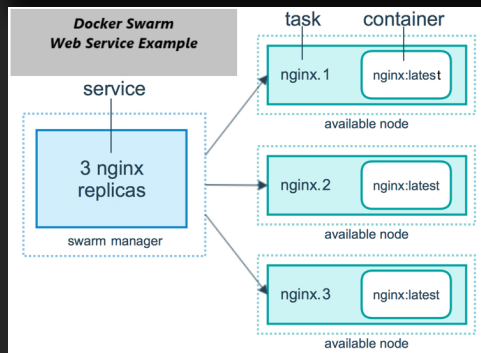 Docker Swarm
Web Service Example
service
3 nginx
replicas
swarm manager
task
container
nginx.1
nginx:latest
available node
nginx.2
nginx:latest
available node
nginx.3
nginx:latest
available node